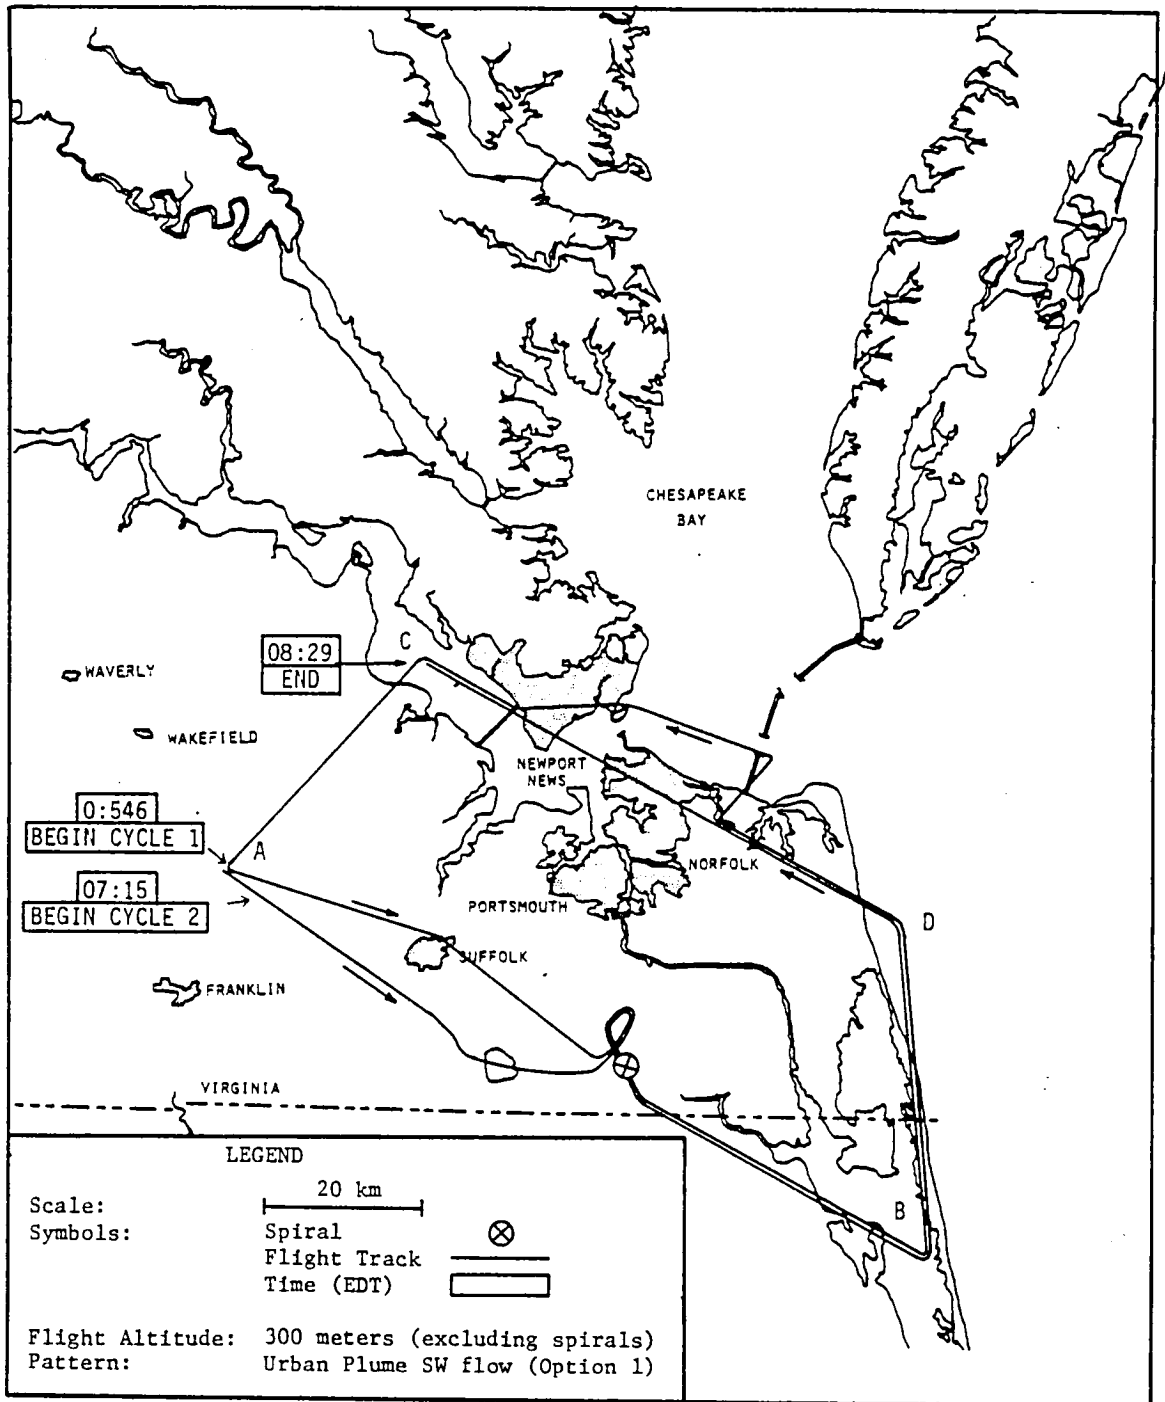 CHESAPEAKE
BAY
C
08:29
END
WAVERLY
WAKEFIELD
NEWPORT
NEWS
0:546
BEGIN CYCLE 1
A
07:15
BEGIN CYCLE 2
NORFOLK
PORTSMOUTH
D
SUFFOLK
FRANKLIN
VIRGINIA
B
LEGEND
Scale:
20 km
Symbols:
Spiral
Flight Track
Time (EDT)
Flight Altitude: 300 meters (excluding spirals)
Pattern: Urban Plume SW flow (Option 1)